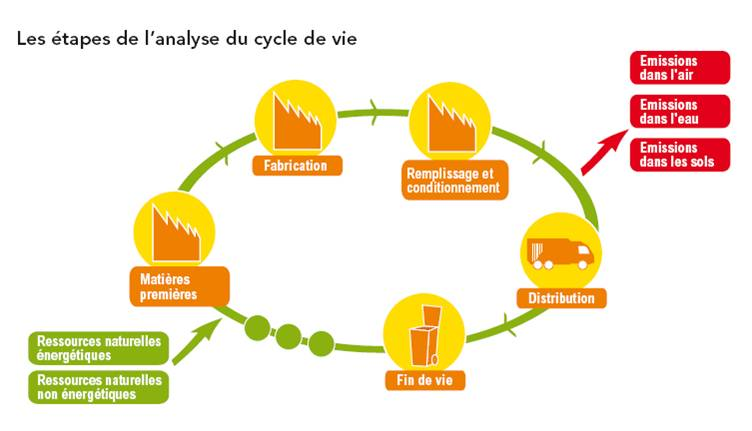 Les étapes de l'analyse du cycle de vie
Emissions
dans l'air
Emissions
dans l'eau
Emissions
dans les sols
Fabrication
Remplissage et
conditionnement
Matières
premières
Distribution
Ressources naturelles
énergétiques
Ressources naturelles
non énergétiques
Fin de vie